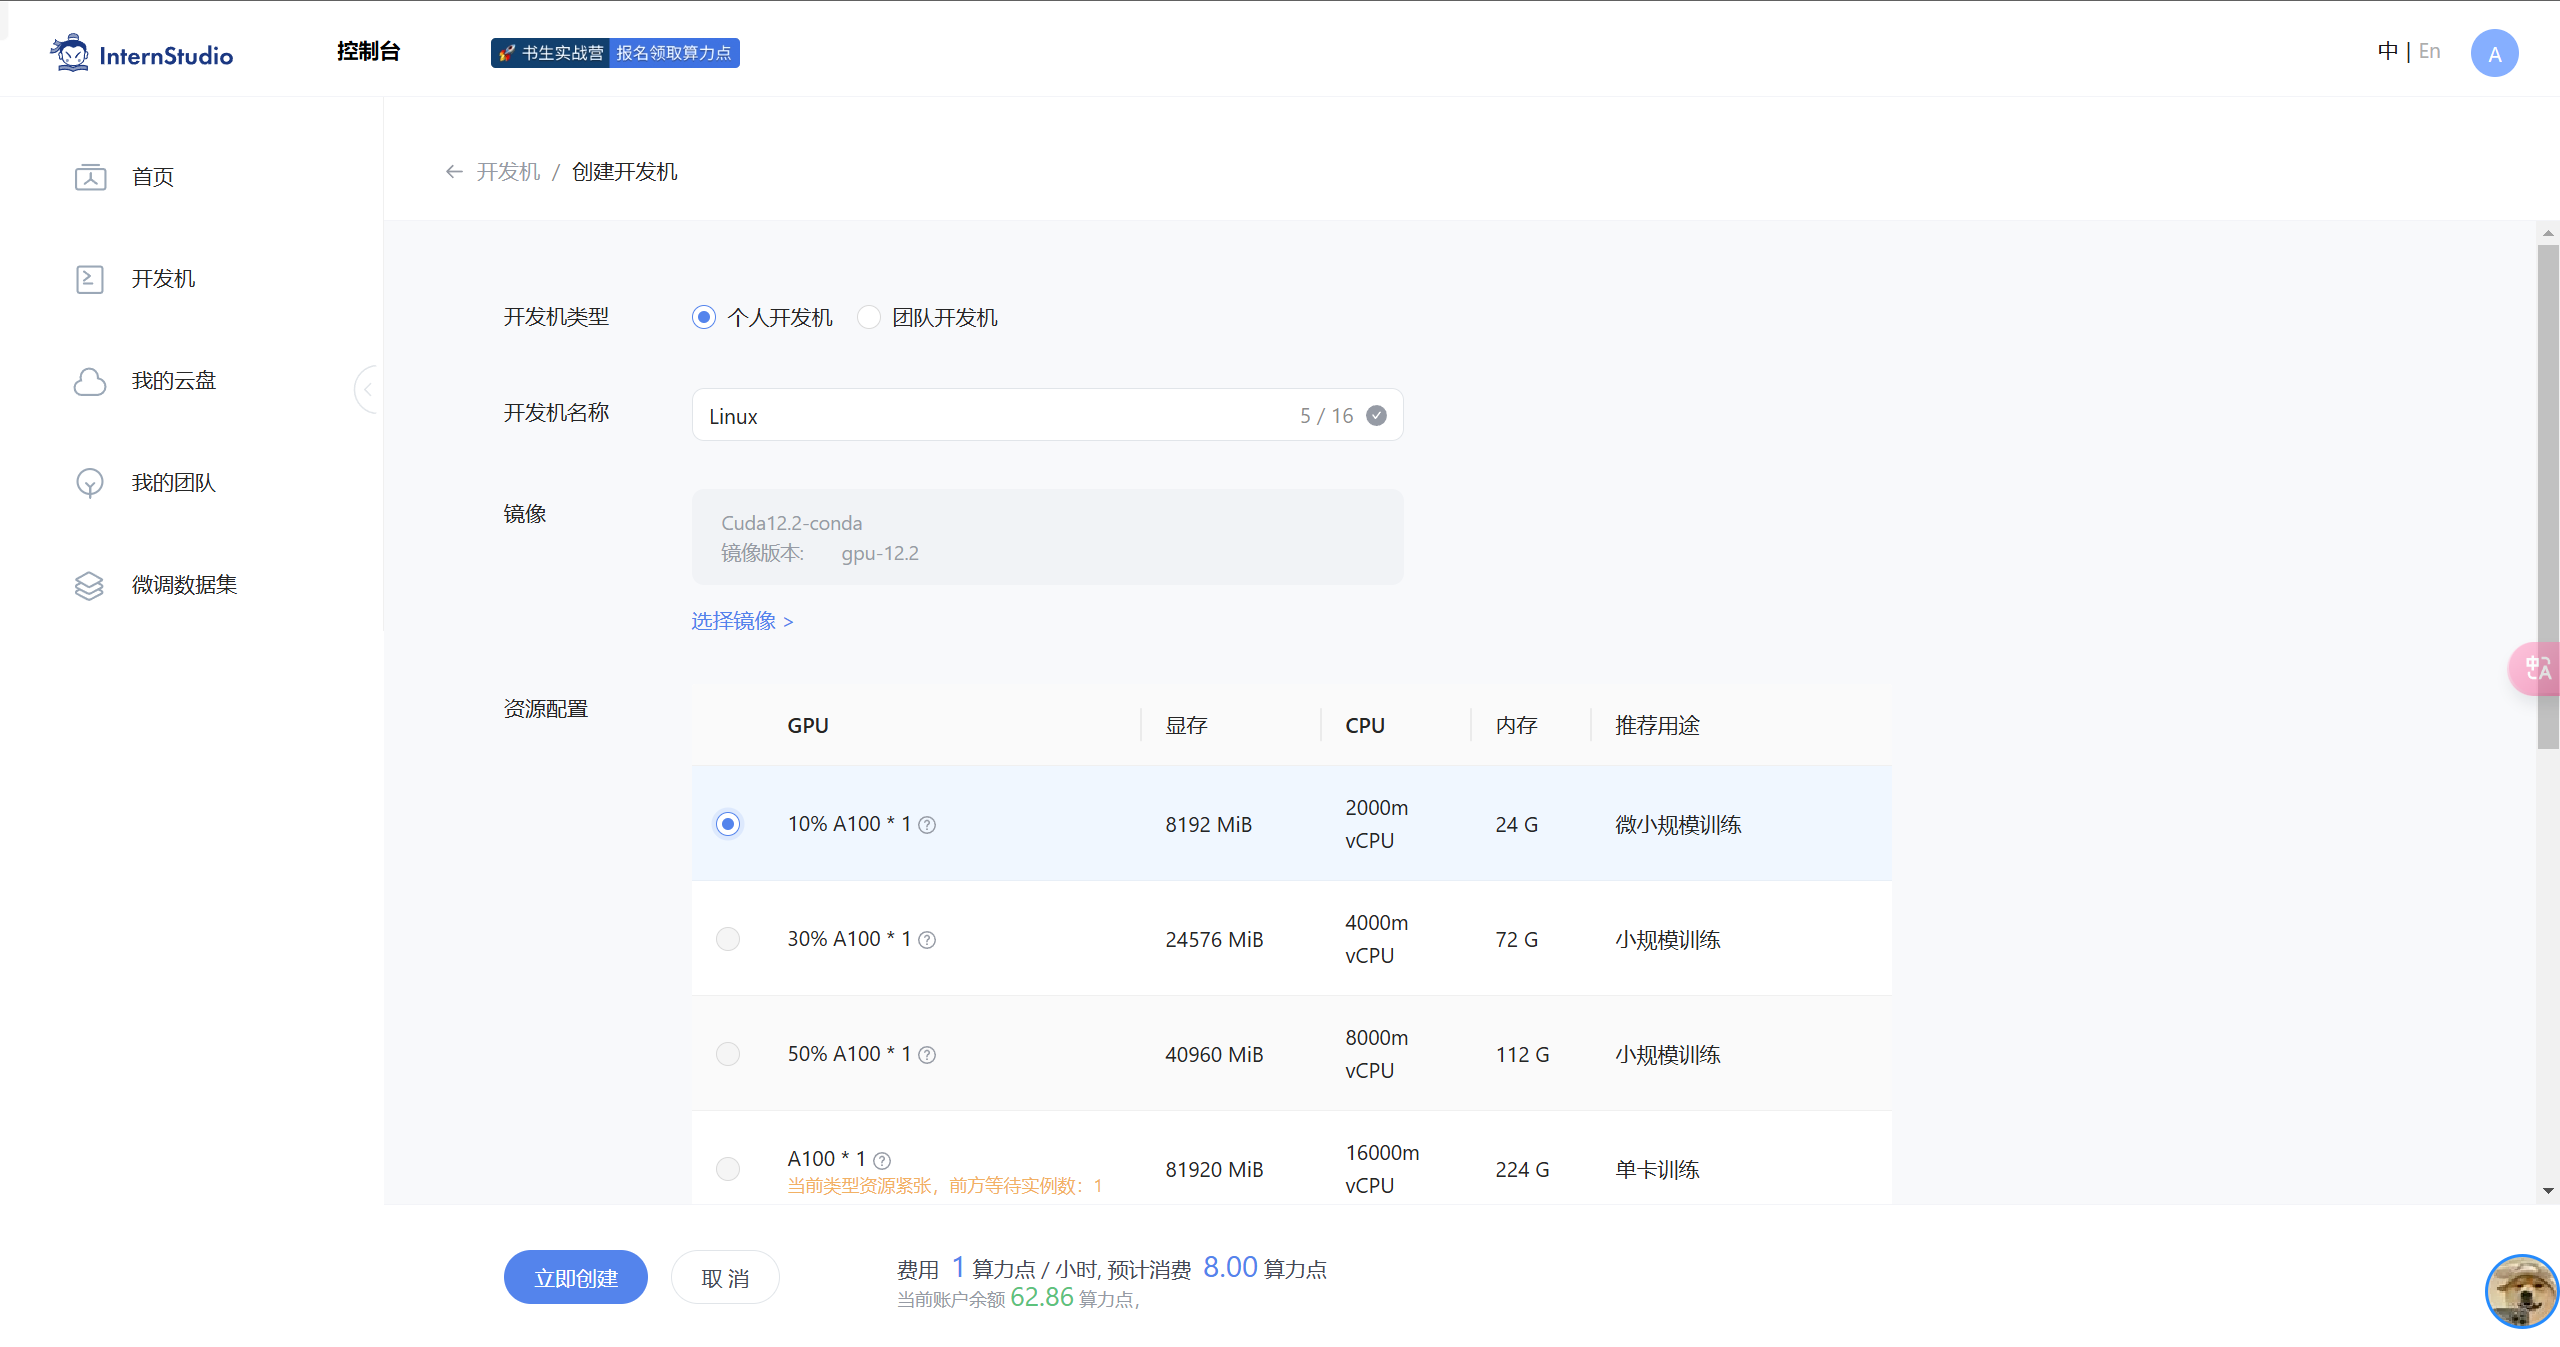 InternStudio
控制台
书生实战营 报名领取算力点
中 | En
A
首页
开发机
我的云盘
我的团队
微调数据集
← 开发机 / 创建开发机
开发机类型
个人开发机
团队开发机
开发机名称
Linux
5 / 16
镜像
Cuda12.2-conda
镜像版本: gpu-12.2
选择镜像 >
资源配置
GPU 显存 CPU 内存 推荐用途
10% A100 * 1 8192 MiB 2000m vCPU 24 G 微小规模训练
30% A100 * 1 24576 MiB 4000m vCPU 72 G 小规模训练
50% A100 * 1 40960 MiB 8000m vCPU 112 G 小规模训练
A100 * 1 81920 MiB 16000m vCPU 224 G 单卡训练
当前类型资源紧张，前方等待实例数：1
立即创建
取 消
费用 1 算力点 / 小时, 预计消费 8.00 算力点
当前账户余额 62.86 算力点，